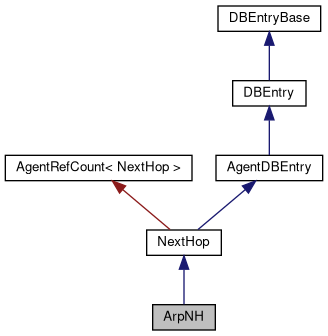 DBEntryBase
DBEntry
AgentRefCount< NextHop >
AgentDBEntry
NextHop
ArpNH